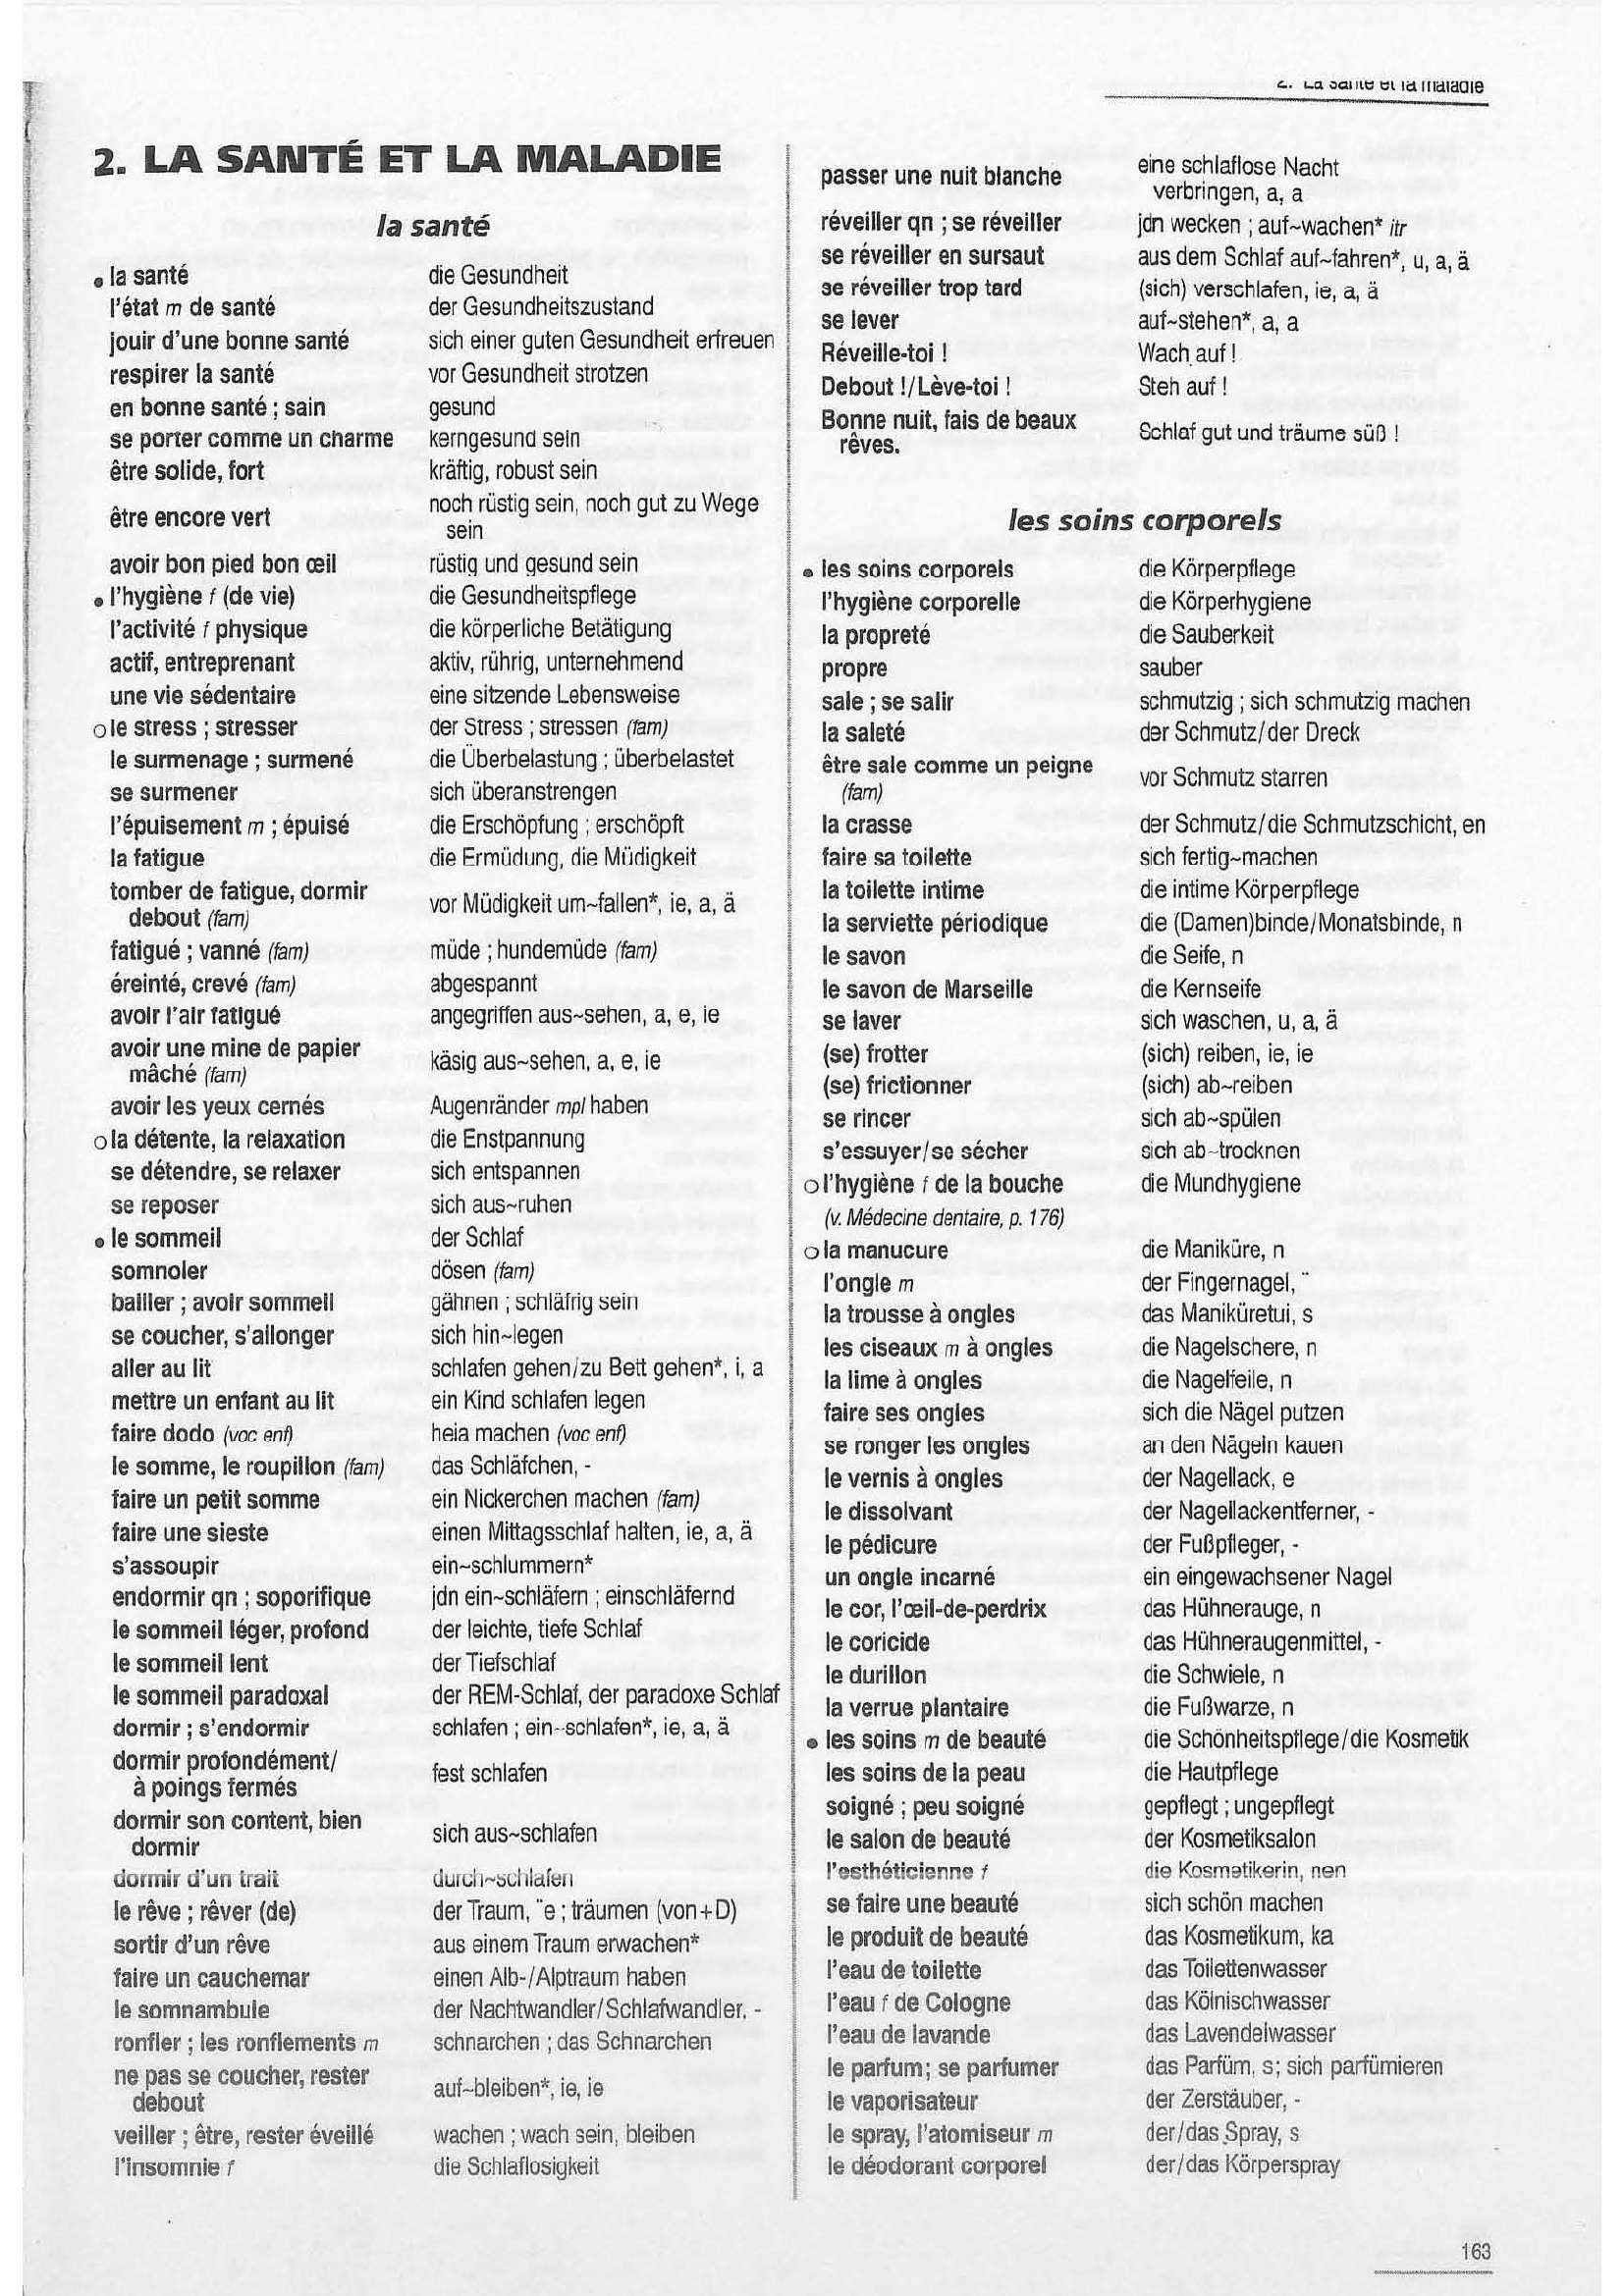 2. La santé et la maladie
2. LA SANTÉ ET LA MALADIE
la santé
• la santé die Gesundheit
l'état m de santé der Gesundheitszustand
jouir d'une bonne santé sich einer guten Gesundheit erfreuen
respirer la santé vor Gesundheit strotzen
en bonne santé ; sain gesund
se porter comme un charme kerngesund sein
être solide, fort kräftig, robust sein
être encore vert noch rüstig sein, noch gut zu Wege
sein
avoir bon pied bon œil rüstig und gesund sein
• l'hygiène f (de vie) die Gesundheitspflege
l'activité f physique die körperliche Betätigung
actif, entreprenant aktiv, rührig, unternehmend
une vie sédentaire eine sitzende Lebensweise
o le stress ; stresser der Stress ; stressen (fam)
le surmenage ; surmené die Überbelastung ; überbelastet
se surmener sich überanstrengen
l'épuisement m ; épuisé die Erschöpfung ; erschöpft
la fatigue die Ermüdung, die Müdigkeit
tomber de fatigue, dormir
debout (fam) vor Müdigkeit um~fallen*, ie, a, ä
fatigué ; vanné (fam) müde ; hundemüde (fam)
éreinté, crevé (fam) abgespannt
avoir l'air fatigué angegriffen aus~sehen, a, e, ie
avoir une mine de papier
mâché (fam) käsig aus~sehen, a, e, ie
avoir les yeux cernés Augenränder mpl haben
o la détente, la relaxation die Enstpannung
se détendre, se relaxer sich entspannen
se reposer sich aus~ruhen
• le sommeil der Schlaf
somnoler dösen (fam)
bailler ; avoir sommeil gähnen ; schläfrig sein
se coucher, s'allonger sich hin~legen
aller au lit schlafen gehen/zu Bett gehen*, i, a
mettre un enfant au lit ein Kind schlafen legen
faire dodo (voc enf) heia machen (voc enf)
le somme, le roupillon (fam) das Schläfchen, -
faire un petit somme ein Nickerchen machen (fam)
faire une sieste einen Mittagsschlaf halten, ie, a, ä
s'assoupir ein~schlummern*
endormir qn ; soporifique jdn ein~schläfern ; einschläfernd
le sommeil léger, profond der leichte, tiefe Schlaf
le sommeil lent der Tiefschlaf
le sommeil paradoxal der REM-Schlaf, der paradoxe Schlaf
dormir ; s'endormir schlafen ; ein~schlafen*, ie, a, ä
dormir profondément/
à poings fermés fest schlafen
dormir son content, bien
dormir sich aus~schlafen
dormir d'un trait durch~schlafen
le rêve ; rêver (de) der Traum, ¨e ; träumen (von+D)
sortir d'un rêve aus einem Traum erwachen*
faire un cauchemar einen Alb-/Alptraum haben
le somnambule der Nachtwandler/Schlafwandler, -
ronfler ; les ronflements m schnarchen ; das Schnarchen
ne pas se coucher, rester
debout auf~bleiben*, ie, ie
veiller ; être, rester éveillé wachen ; wach sein, bleiben
l'insomnie f die Schlaflosigkeit
passer une nuit blanche eine schlaflose Nacht
verbringen, a, a
réveiller qn ; se réveiller jdn wecken ; auf~wachen* itr
se réveiller en sursaut aus dem Schlaf auf~fahren*, u, a, ä
se réveiller trop tard (sich) verschlafen, ie, a, ä
se lever auf~stehen*, a, a
Réveille-toi ! Wach auf !
Debout !/Lève-toi ! Steh auf !
Bonne nuit, fais de beaux
rêves. Schlaf gut und träume süß !
les soins corporels
• les soins corporels die Körperpflege
l'hygiène corporelle die Körperhygiene
la propreté die Sauberkeit
propre sauber
sale ; se salir schmutzig ; sich schmutzig machen
la saleté der Schmutz/der Dreck
être sale comme un peigne
(fam) vor Schmutz starren
la crasse der Schmutz/die Schmutzschicht, en
faire sa toilette sich fertig~machen
la toilette intime die intime Körperpflege
la serviette périodique die (Damen)binde/Monatsbinde, n
le savon die Seife, n
le savon de Marseille die Kernseife
se laver sich waschen, u, a, ä
(se) frotter (sich) reiben, ie, ie
(se) frictionner (sich) ab~reiben
se rincer sich ab~spülen
s'essuyer/se sécher sich ab~trocknen
o l'hygiène f de la bouche die Mundhygiene
(v. Médecine dentaire, p. 176)
o la manucure die Maniküre, n
l'ongle m der Fingernagel, ¨
la trousse à ongles das Maniküretui, s
les ciseaux m à ongles die Nagelschere, n
la lime à ongles die Nagelfeile, n
faire ses ongles sich die Nägel putzen
se ronger les ongles an den Nägeln kauen
le vernis à ongles der Nagellack, e
le dissolvant der Nagellackentferner, -
le pédicure der Fußpfleger, -
un ongle incarné ein eingewachsener Nagel
le cor, l'œil-de-perdrix das Hühnerauge, n
le coricide das Hühneraugenmittel, -
le durillon die Schwiele, n
la verrue plantaire die Fußwarze, n
• les soins m de beauté die Schönheitspflege/die Kosmetik
les soins de la peau die Hautpflege
soigné ; peu soigné gepflegt ; ungepflegt
le salon de beauté der Kosmetiksalon
l'esthéticienne f die Kosmetikerin, nen
se faire une beauté sich schön machen
le produit de beauté das Kosmetikum, ka
l'eau de toilette das Toilettenwasser
l'eau f de Cologne das Kölnischwasser
l'eau de lavande das Lavendelwasser
le parfum; se parfumer das Parfüm, s; sich parfümieren
le vaporisateur der Zerstäuber, -
le spray, l'atomiseur m der/das Spray, s
le déodorant corporel der/das Körperspray
163